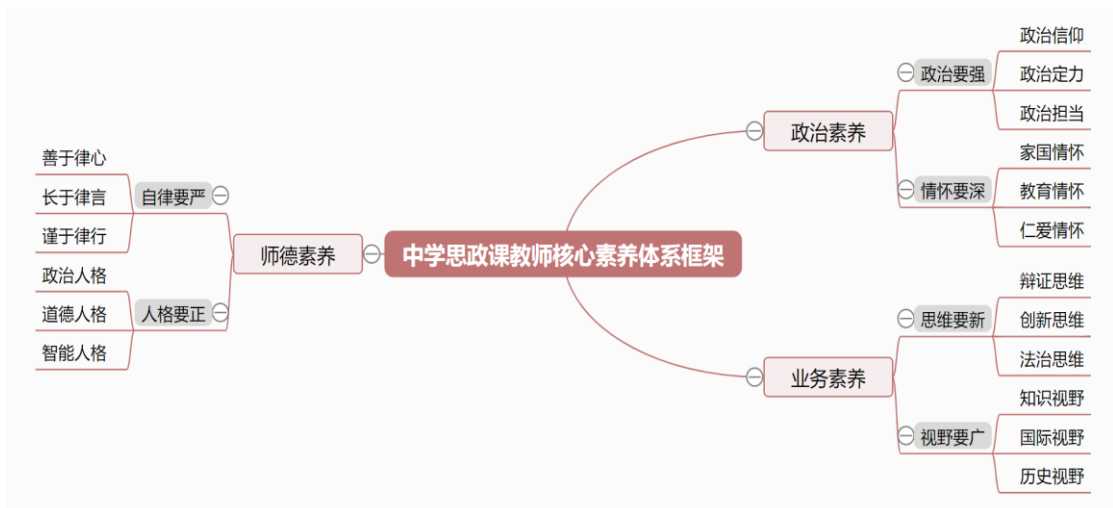 中学思政课教师核心素养体系框架
政治素养
政治要强
政治信仰
政治定力
政治担当
情怀要深
家国情怀
教育情怀
仁爱情怀
业务素养
思维要新
辩证思维
创新思维
法治思维
视野要广
知识视野
国际视野
历史视野
师德素养
自律要严
善于律心
长于律言
谨于律行
人格要正
政治人格
道德人格
智能人格